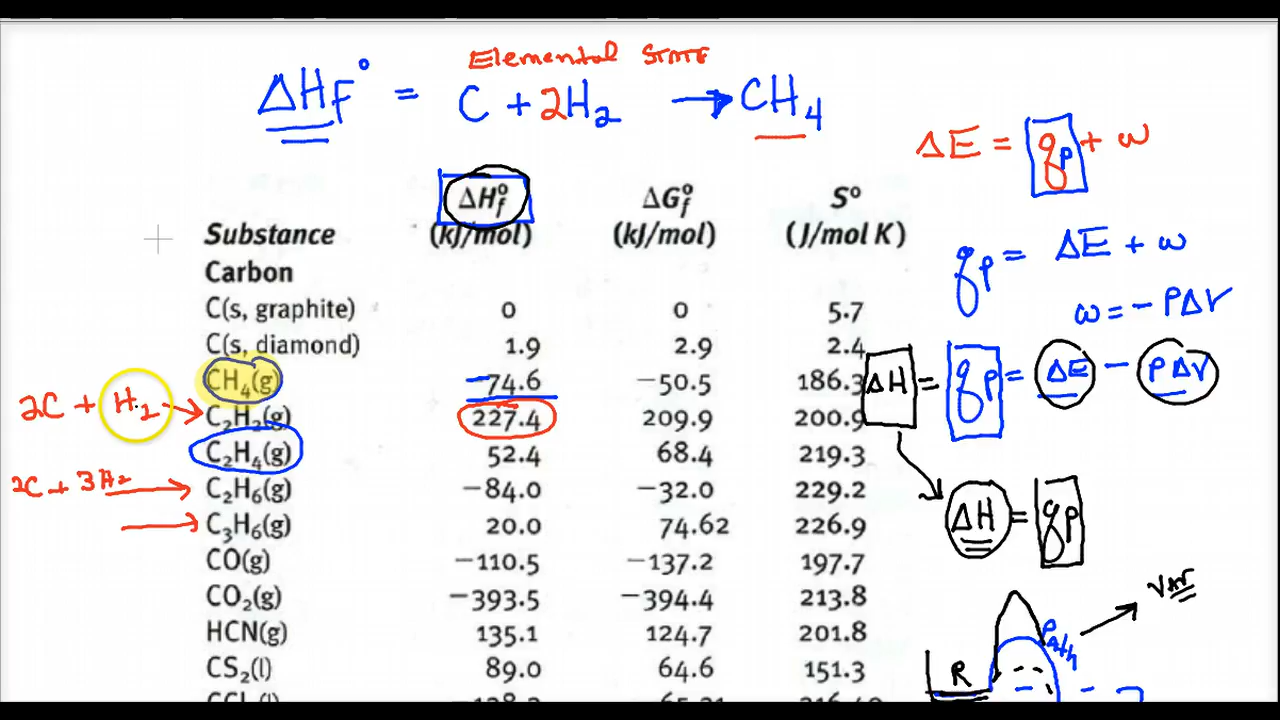 Elemental STATE
ΔHF° = C + 2H₂ → CH₄
ΔE = qp + w
ΔH°f ΔG°f S°
Substance (kJ/mol) (kJ/mol) (J/mol K)
qp = ΔE + w
Carbon
C(s, graphite) 0 0 5.7
w = − PΔV
C(s, diamond) 1.9 2.9 2.4
CH₄(g) −74.6 −50.5 186.3
ΔH = qp = ΔE − PΔV
2C + H₂ → C₂H₂(g) 227.4 209.9 200.9
C₂H₄(g) 52.4 68.4 219.3
2C + 3H₂ → C₂H₆(g) −84.0 −32.0 229.2
→ C₃H₆(g) 20.0 74.62 226.9
ΔH = qp
CO(g) −110.5 −137.2 197.7
CO₂(g) −393.5 −394.4 213.8
HCN(g) 135.1 124.7 201.8
Path
CS₂(l) 89.0 64.6 151.3
R